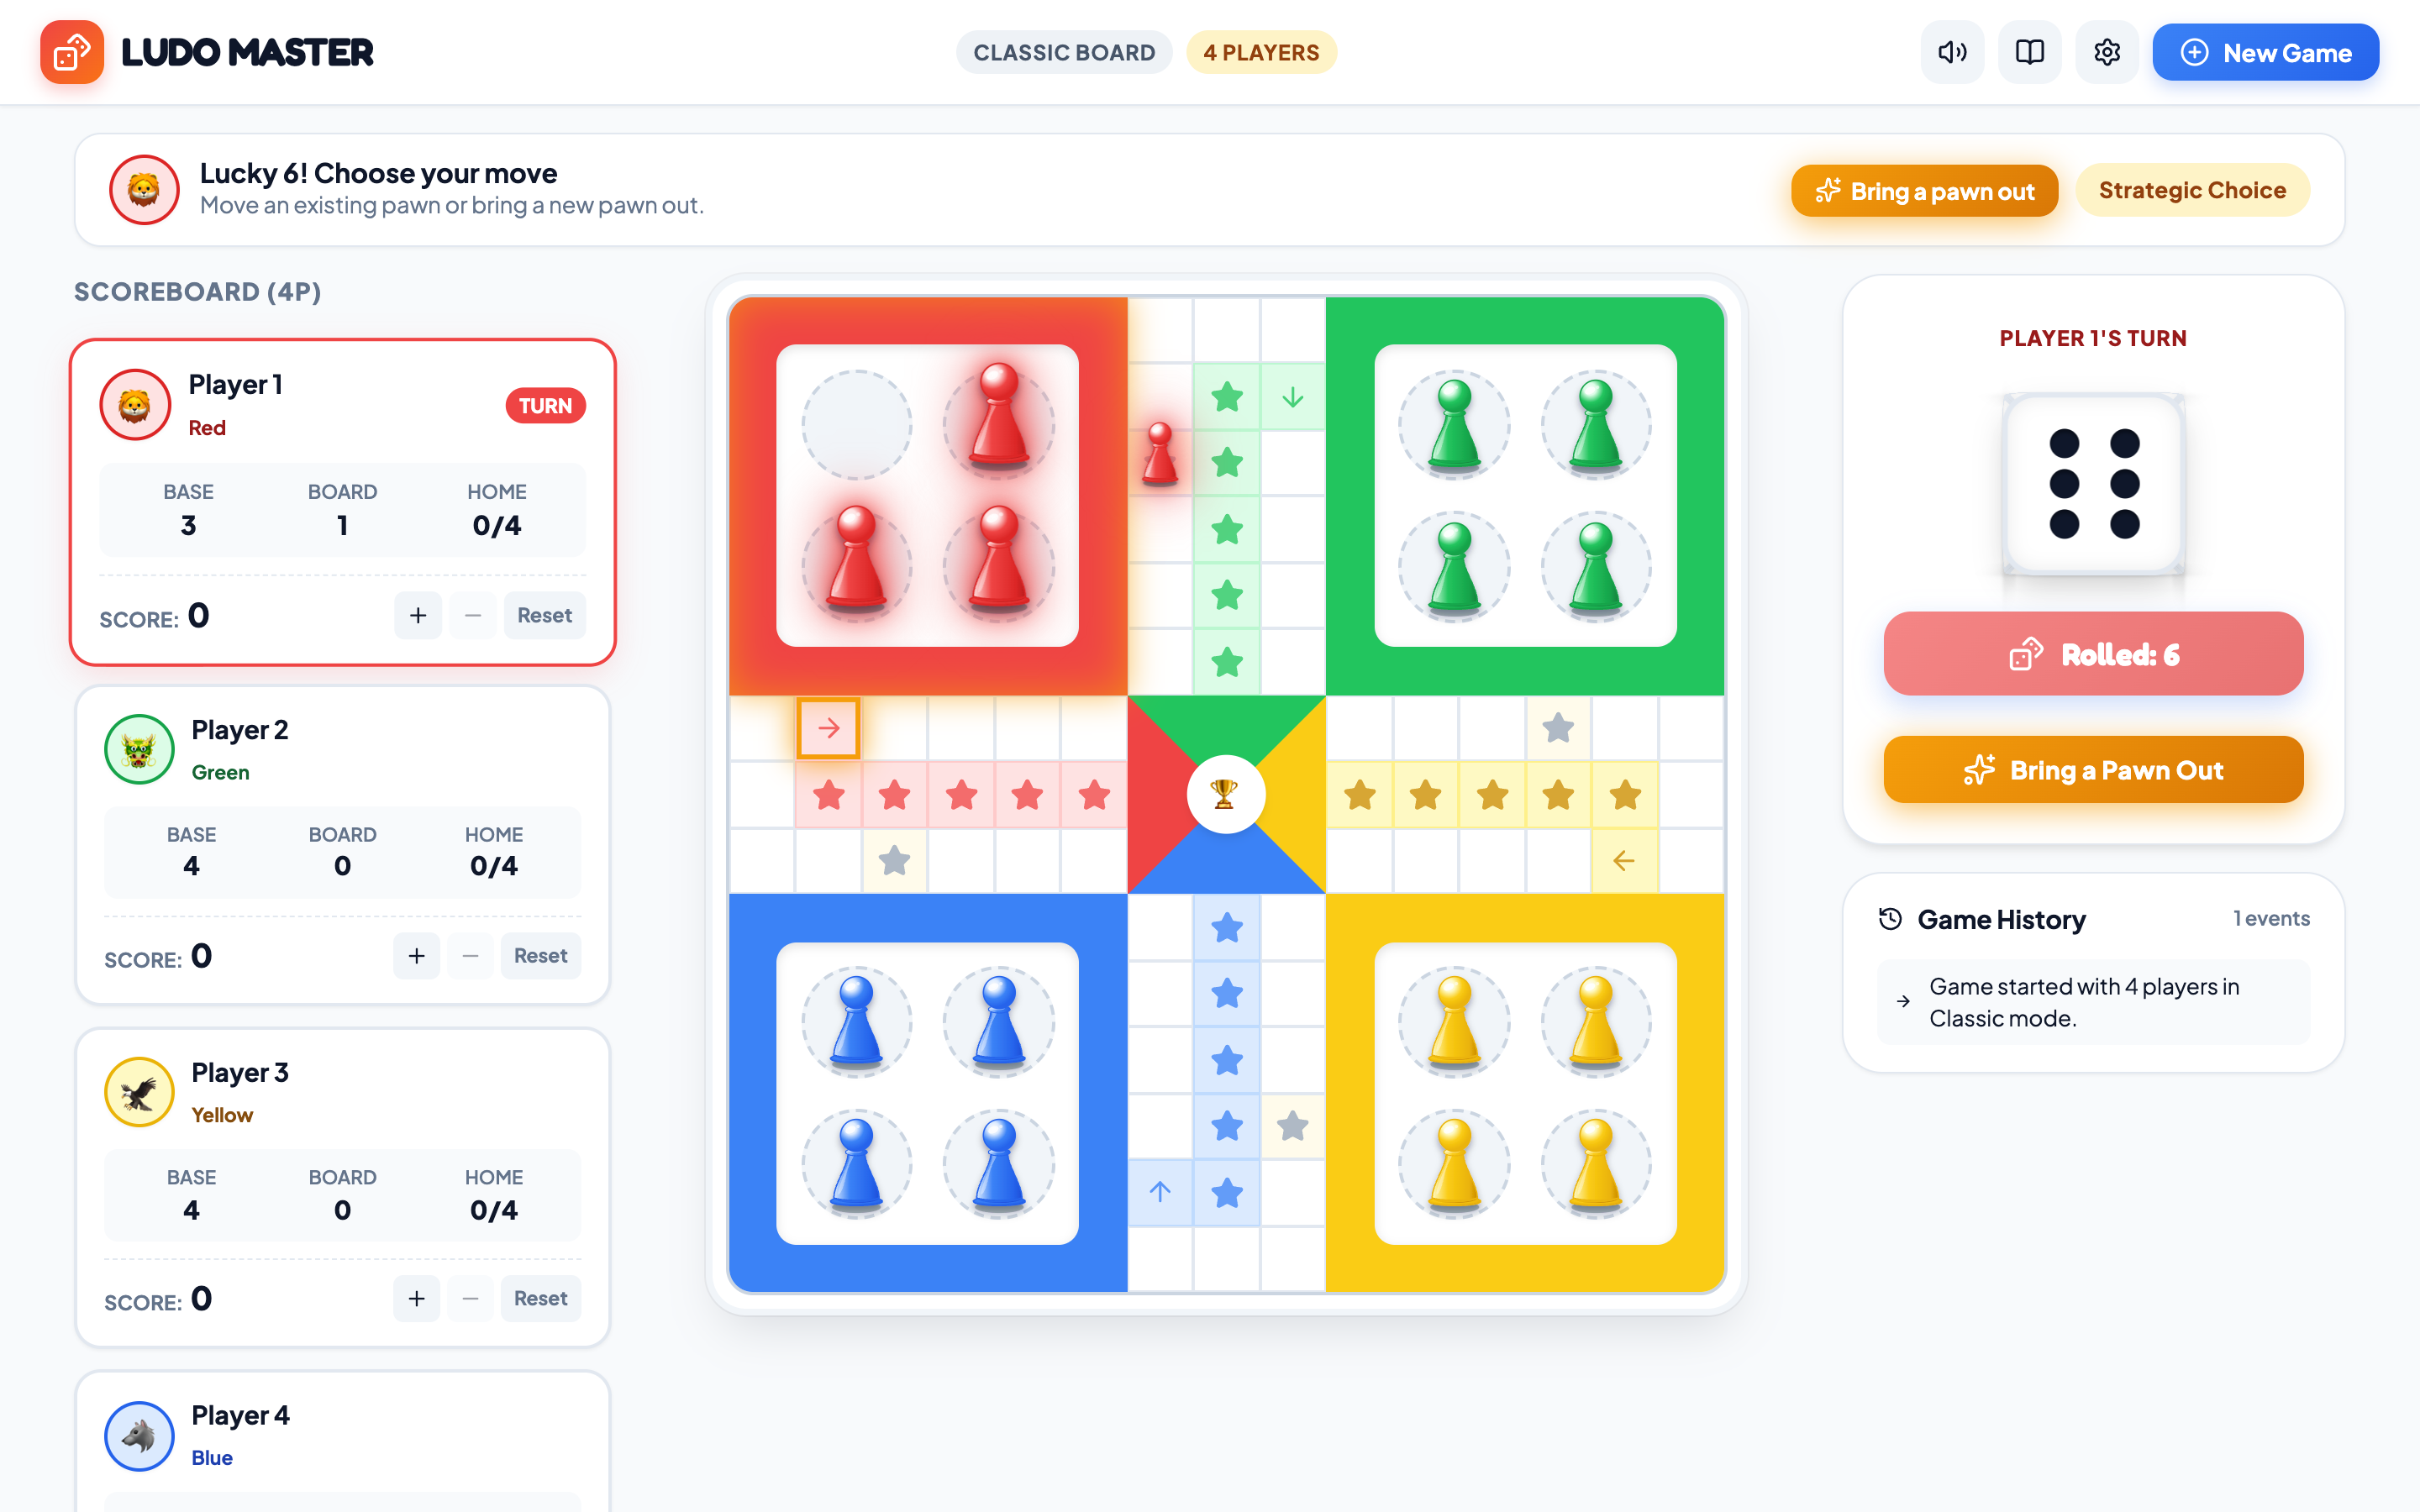 LUDO MASTER
CLASSIC BOARD
4 PLAYERS
New Game
Lucky 6! Choose your move
Move an existing pawn or bring a new pawn out.
Bring a pawn out
Strategic Choice
SCOREBOARD (4P)
Player 1
Red
TURN
BASE BOARD HOME
3 1 0/4
SCORE: 0
+ − Reset
Player 2
Green
BASE BOARD HOME
4 0 0/4
SCORE: 0
+ − Reset
Player 3
Yellow
BASE BOARD HOME
4 0 0/4
SCORE: 0
+ − Reset
Player 4
Blue
PLAYER 1'S TURN
Rolled: 6
Bring a Pawn Out
Game History
1 events
Game started with 4 players in
Classic mode.